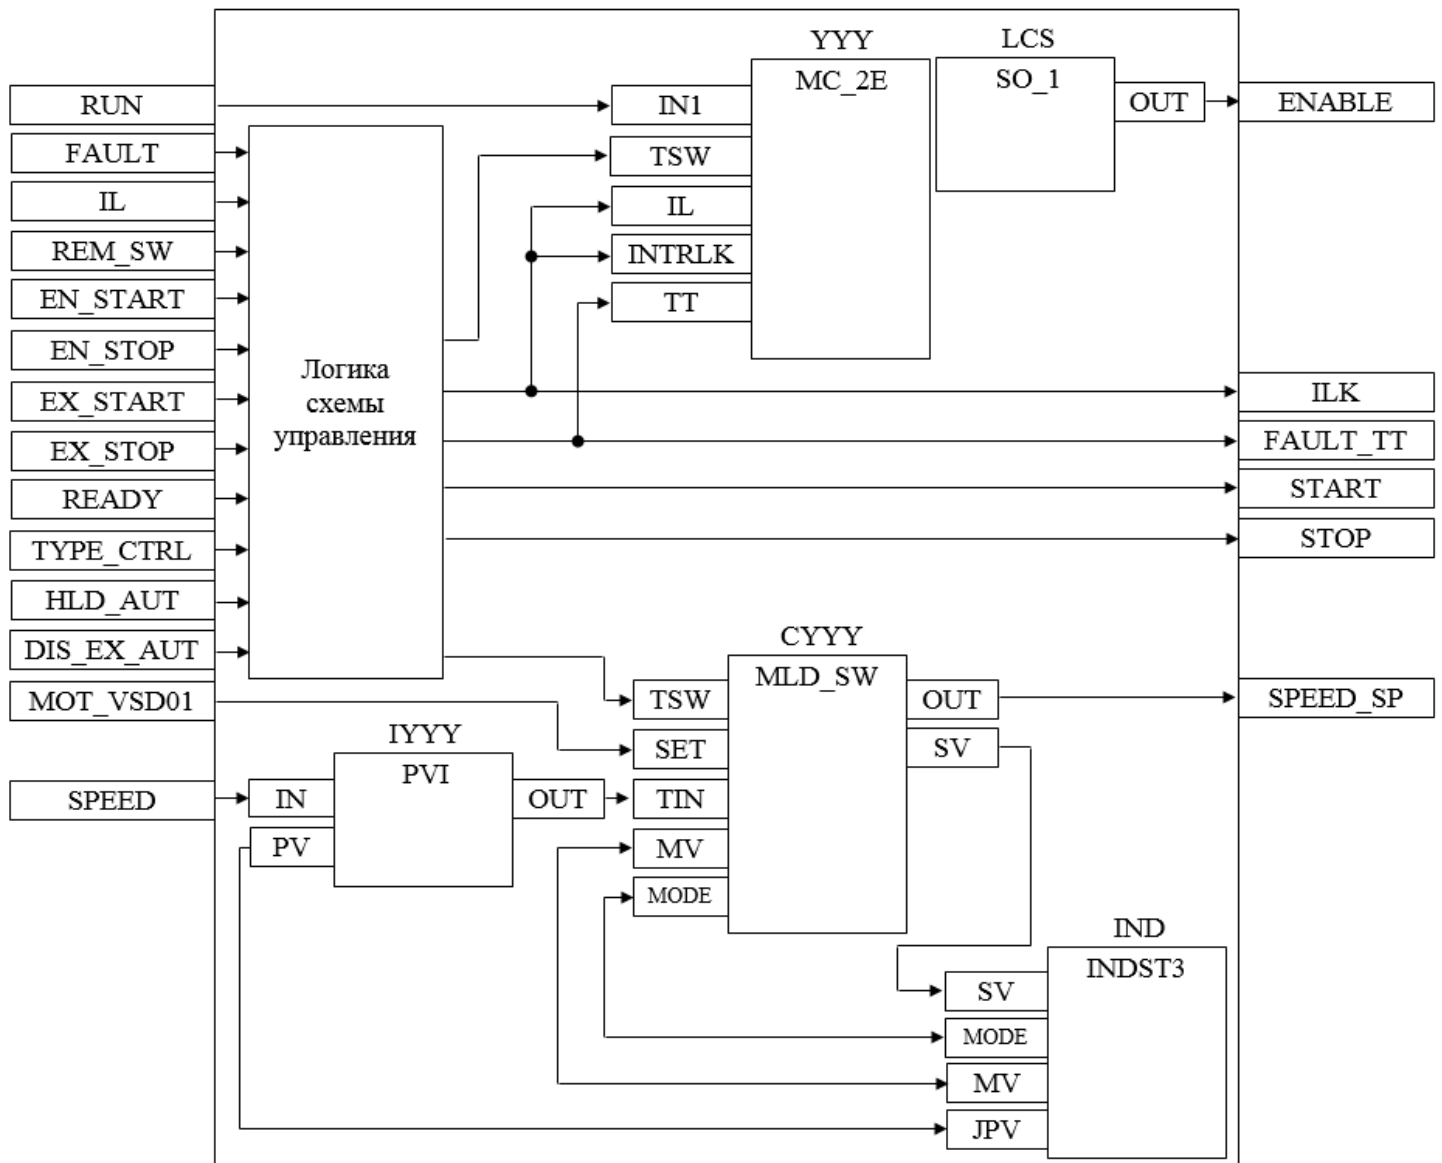 YYY
LCS
MC_2E
SO_1
RUN
IN1
OUT
ENABLE
FAULT
TSW
IL
IL
REM_SW
INTRLK
EN_START
TT
EN_STOP
Логика
схемы
управления
EX_START
ILK
EX_STOP
FAULT_TT
READY
START
TYPE_CTRL
STOP
HLD_AUT
DIS_EX_AUT
CYYY
MLD_SW
MOT_VSD01
TSW
OUT
SPEED_SP
IYYY
PVI
SET
SV
SPEED
IN
OUT
TIN
PV
MV
MODE
IND
INDST3
SV
MODE
MV
JPV